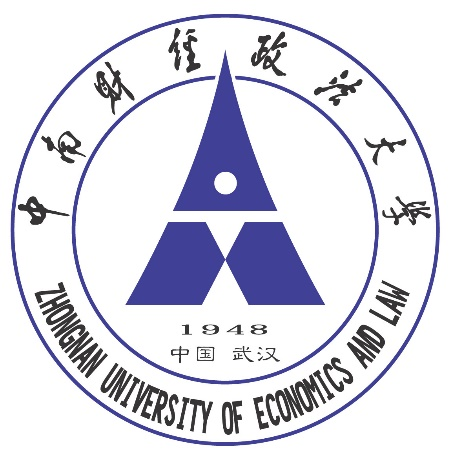 中南财经政法大学
1948
中国 武汉
ZHONGNAN UNIVERSITY OF ECONOMICS AND LAW